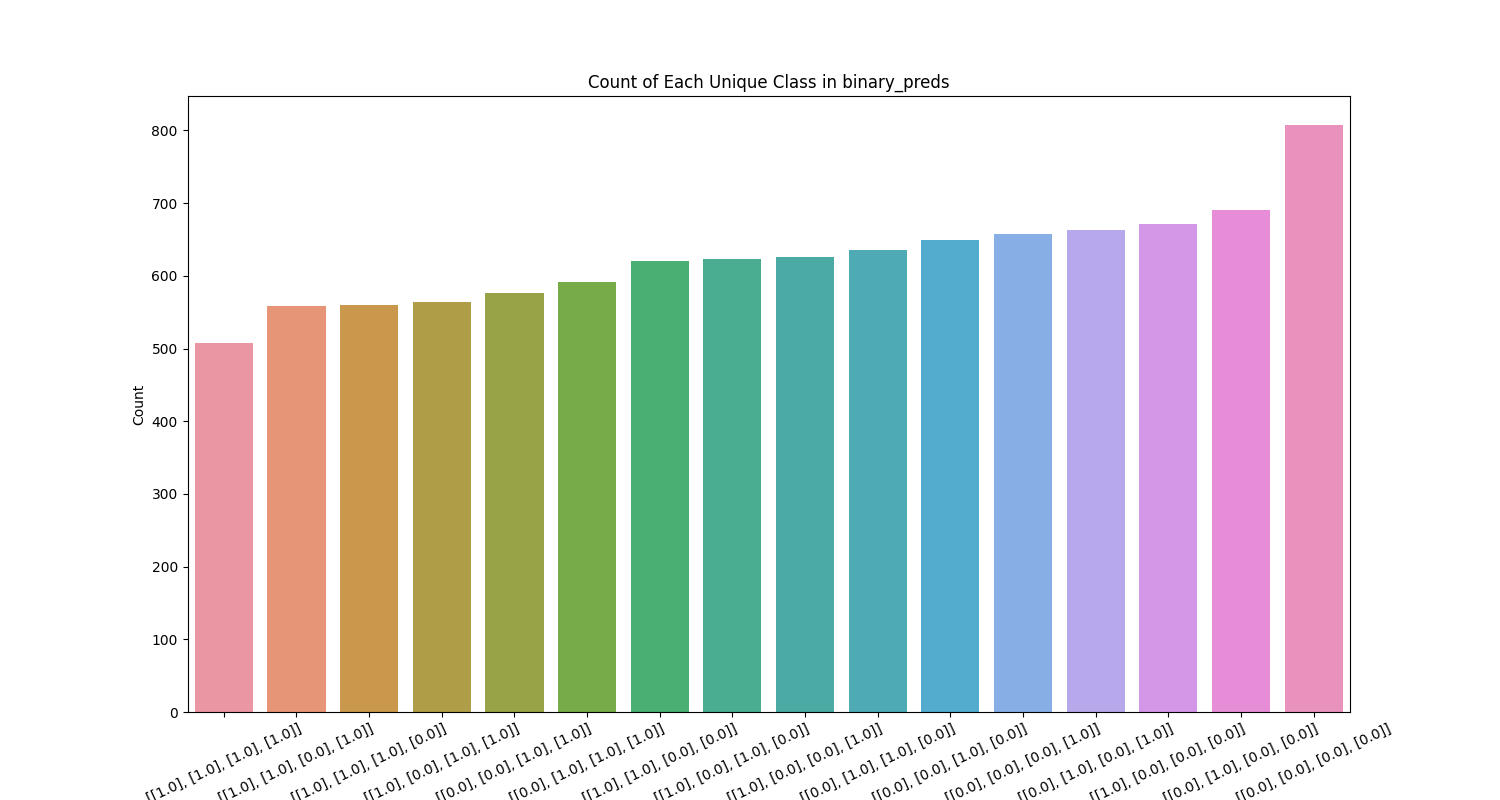 Count of Each Unique Class in binary_preds
800
700
600
500
400
300
200
100
0
Count
[[1.0], [1.0], [1.0], [1.0]]
[[1.0], [1.0], [0.0], [1.0]]
[[1.0], [1.0], [1.0], [0.0]]
[[1.0], [0.0], [1.0], [1.0]]
[[0.0], [0.0], [1.0], [1.0]]
[[0.0], [1.0], [1.0], [1.0]]
[[1.0], [1.0], [0.0], [0.0]]
[[1.0], [0.0], [1.0], [0.0]]
[[1.0], [0.0], [0.0], [1.0]]
[[0.0], [1.0], [1.0], [0.0]]
[[0.0], [0.0], [1.0], [0.0]]
[[0.0], [0.0], [0.0], [1.0]]
[[0.0], [1.0], [0.0], [1.0]]
[[1.0], [0.0], [0.0], [0.0]]
[[0.0], [1.0], [0.0], [0.0]]
[[0.0], [0.0], [0.0], [0.0]]